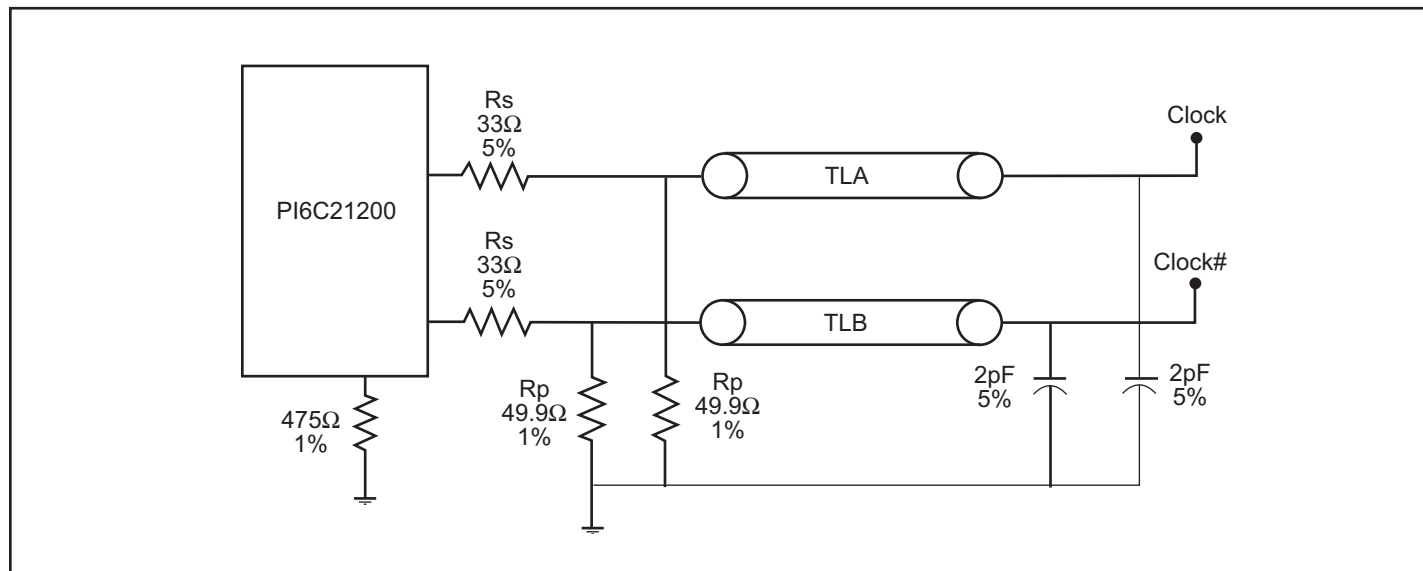 Rs
33Ω
5%
Clock
TLA
PI6C21200
Rs
33Ω
5%
Clock#
TLB
475Ω
1%
Rp
49.9Ω
1%
Rp
49.9Ω
1%
2pF
5%
2pF
5%